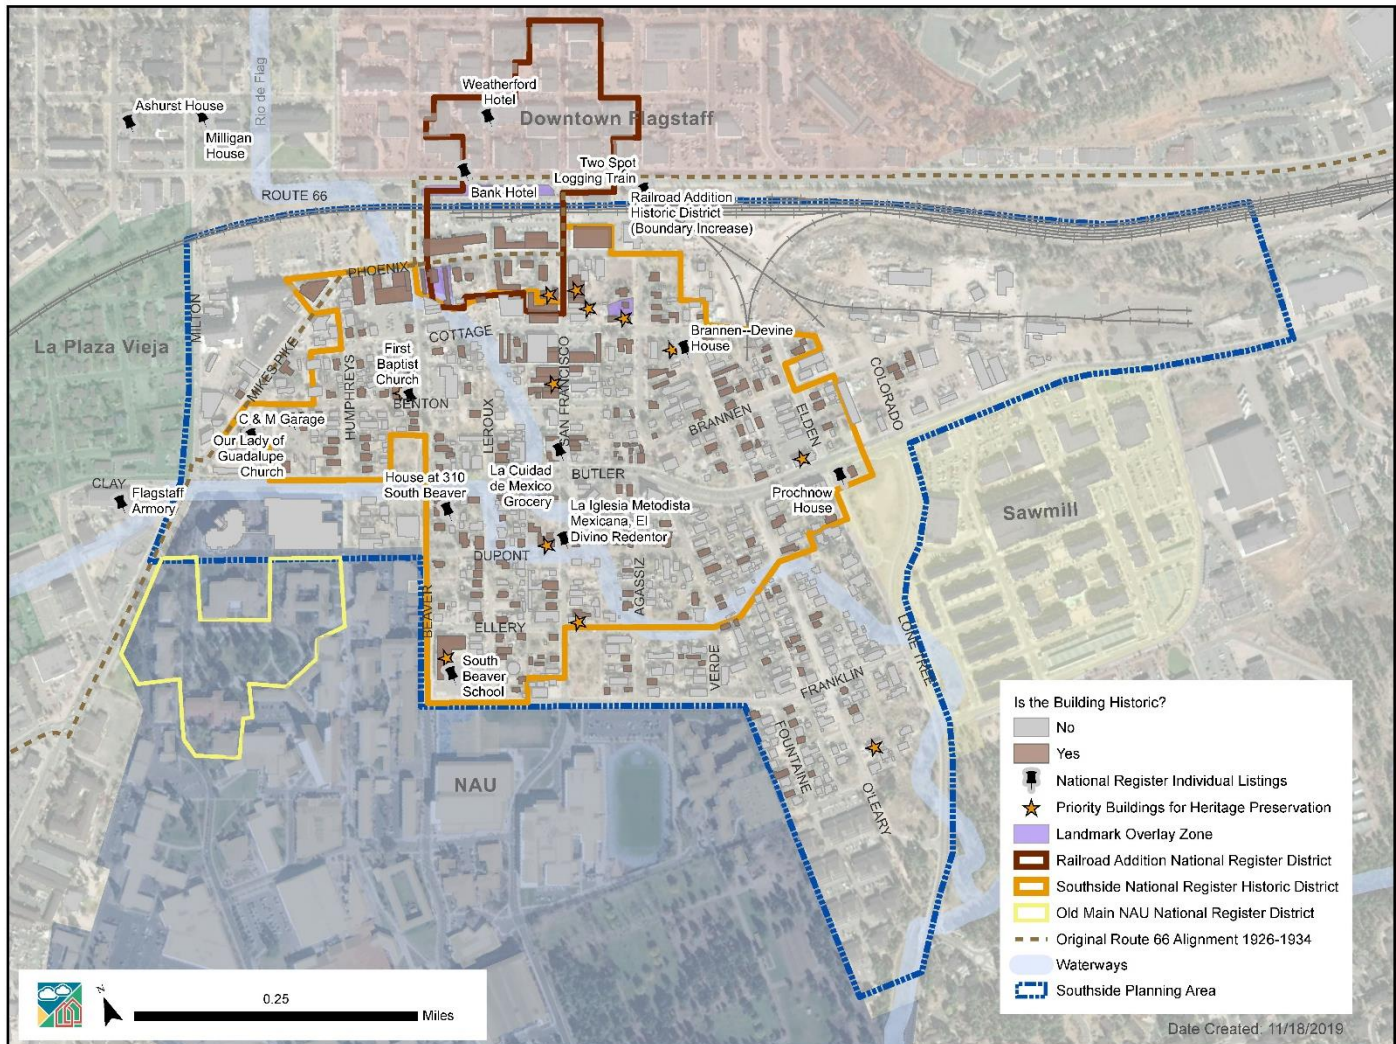 Ashurst House
Milligan
House
Rio de Flag
Weatherford
Hotel
Downtown Flagstaff
Two Spot
Logging Train
Bank Hotel
ROUTE 66
Railroad Addition
Historic District
(Boundary Increase)
PHOENIX
MILTON
La Plaza Vieja
COTTAGE
Brannen--Devine
House
First
Baptist
Church
MIKESPIKE
HUMPHREYS
BENTON
LEROUX
SAN FRANCISCO
BRANNEN
ELDEN
COLORADO
C & M Garage
Our Lady of
Guadalupe
Church
CLAY
Flagstaff
Armory
House at 310
South Beaver
La Cuidad
de Mexico
Grocery
BUTLER
La Iglesia Metodista
Mexicana, El
Divino Redentor
Prochnow
House
Sawmill
DUPONT
AGASSIZ
BEAVER
ELLERY
South
Beaver
School
VERDE
FRANKLIN
LONE TREE
FOUNTAINE
O'LEARY
NAU
Is the Building Historic?
No
Yes
National Register Individual Listings
Priority Buildings for Heritage Preservation
Landmark Overlay Zone
Railroad Addition National Register District
Southside National Register Historic District
Old Main NAU National Register District
Original Route 66 Alignment 1926-1934
Waterways
Southside Planning Area
N
0.25
Miles
Date Created: 11/18/2019